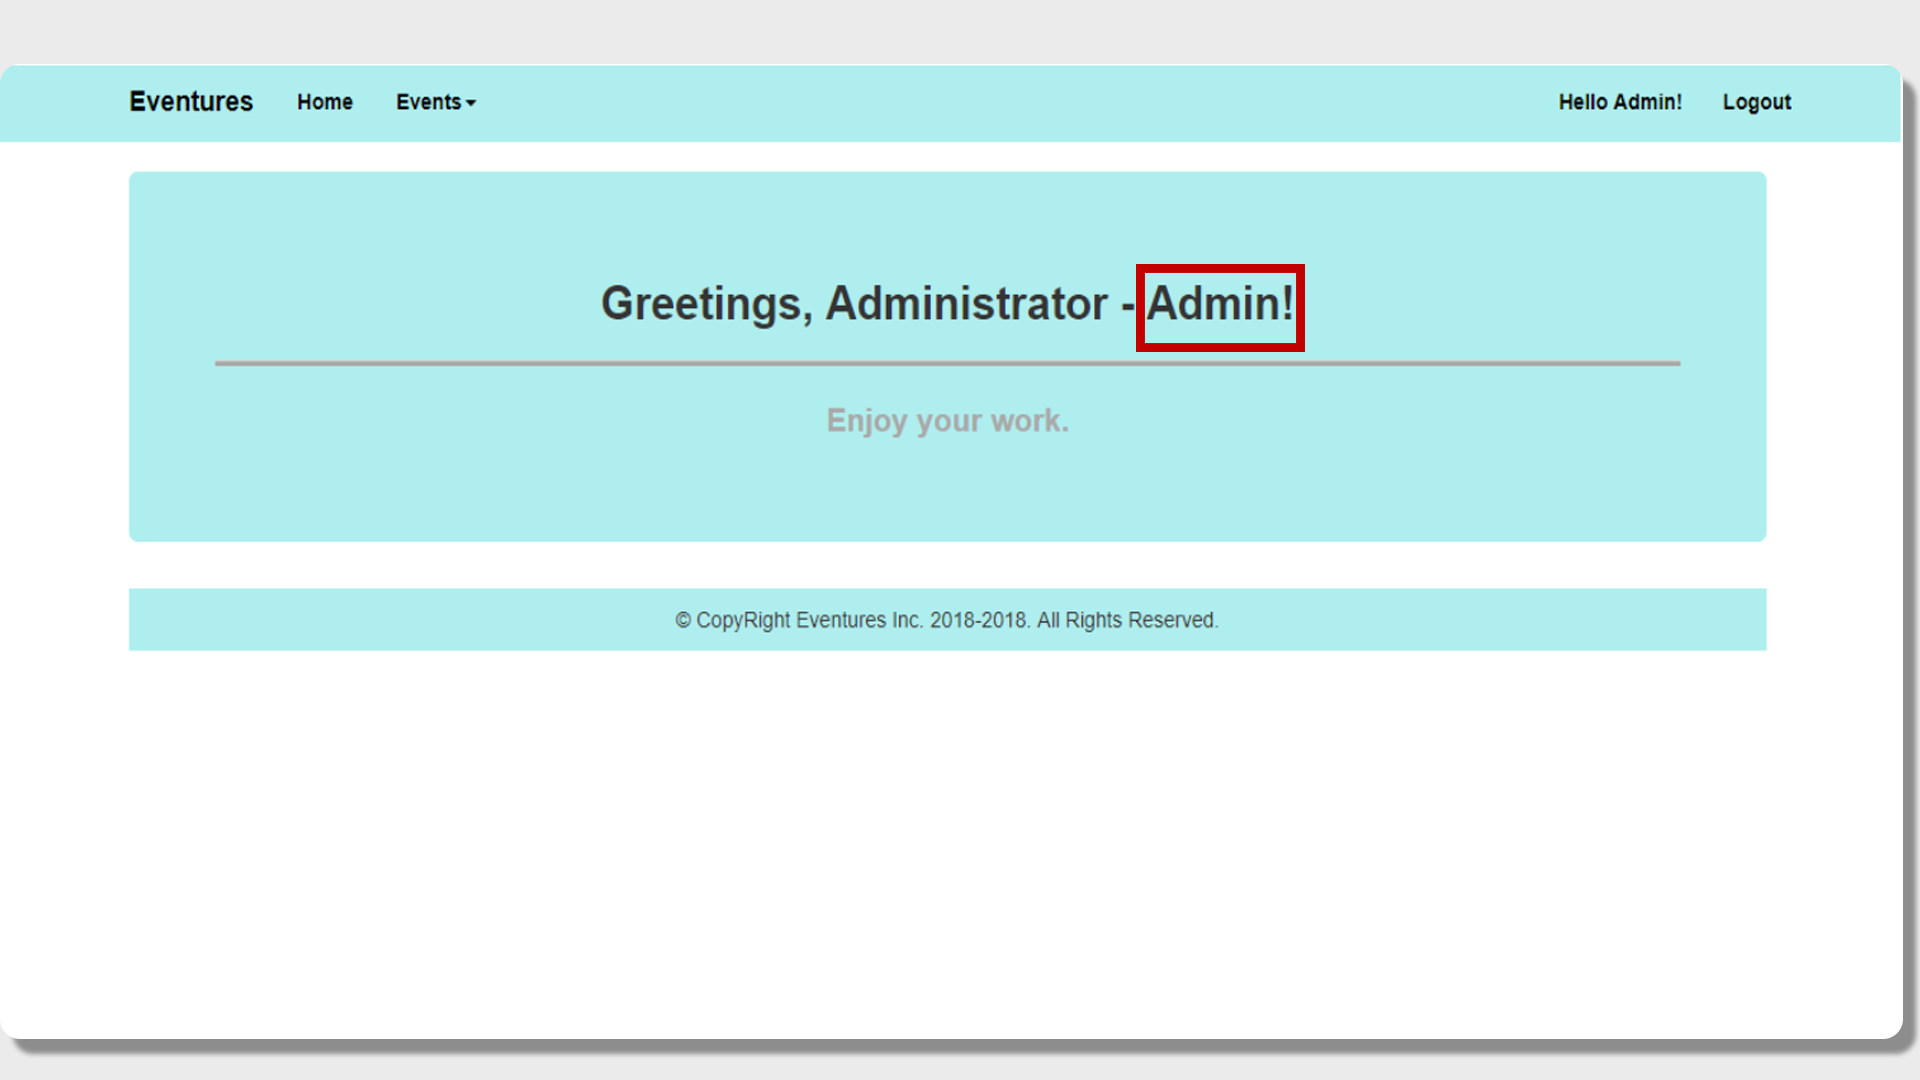 Eventures Home Events Hello Admin! Logout
Greetings, Administrator - Admin!
Enjoy your work.
© CopyRight Eventures Inc. 2018-2018. All Rights Reserved.